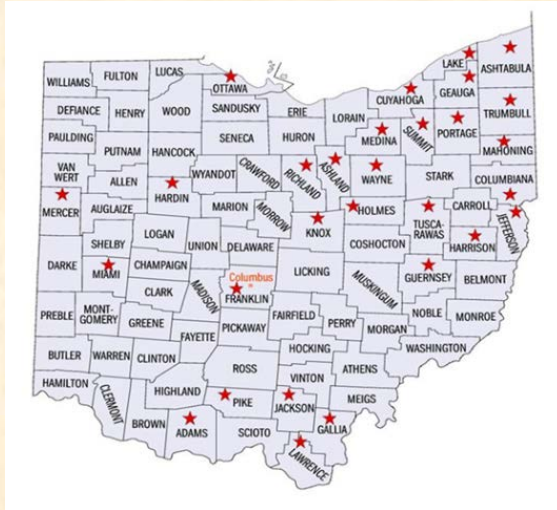 WILLIAMS
FULTON
LUCAS
OTTAWA
LAKE
ASHTABULA
GEAUGA
CUYAHOGA
DEFIANCE
HENRY
WOOD
SANDUSKY
ERIE
LORAIN
TRUMBULL
PAULDING
PUTNAM
HANCOCK
SENECA
HURON
MEDINA
SUMMIT
PORTAGE
MAHONING
VAN
WERT
ALLEN
WYANDOT
CRAWFORD
RICHLAND
ASHLAND
WAYNE
STARK
COLUMBIANA
MERCER
AUGLAIZE
HARDIN
MARION
MORROW
KNOX
HOLMES
TUSCA-
RAWAS
CARROLL
JEFFERSON
HARRISON
SHELBY
LOGAN
UNION
DELAWARE
COSHOCTON
DARKE
MIAMI
CHAMPAIGN
MADISON
Columbus
FRANKLIN
LICKING
MUSKINGUM
GUERNSEY
BELMONT
CLARK
PREBLE
MONT-
GOMERY
GREENE
FAYETTE
PICKAWAY
FAIRFIELD
PERRY
MORGAN
NOBLE
MONROE
BUTLER
WARREN
CLINTON
ROSS
HOCKING
ATHENS
WASHINGTON
HAMILTON
CLERMONT
HIGHLAND
VINTON
MEIGS
BROWN
ADAMS
PIKE
JACKSON
GALLIA
SCIOTO
LAWRENCE